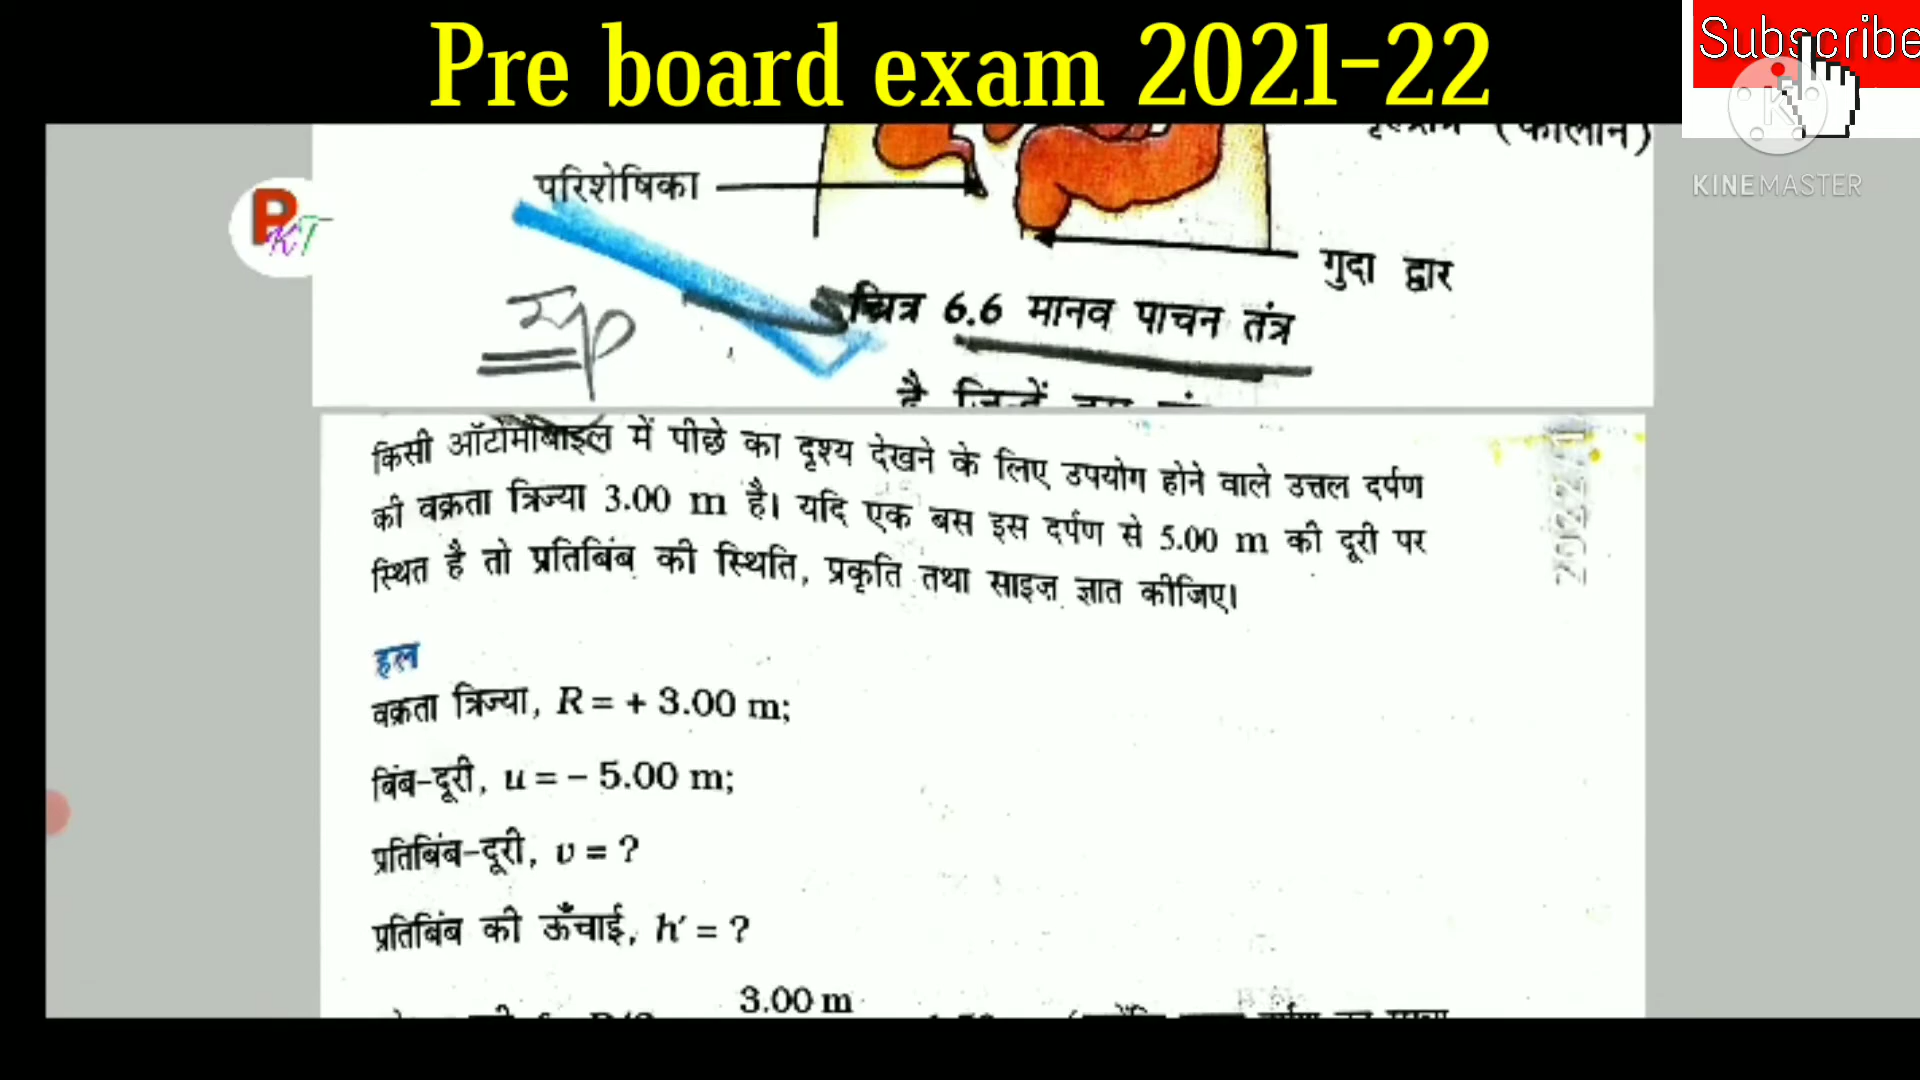 Pre board exam 2021-22
Subscribe
KINEMASTER
(कोलोन)
परिशेषिका
P
KT
गुदा द्वार
Imp
चित्र 6.6 मानव पाचन तंत्र
किसी ऑटोमोबाइल में पीछे का दृश्य देखने के लिए उपयोग होने वाले उत्तल दर्पण
की वक्रता त्रिज्या 3.00 m है। यदि एक बस इस दर्पण से 5.00 m की दूरी पर
स्थित है तो प्रतिबिंब की स्थिति, प्रकृति तथा साइज़ ज्ञात कीजिए।
हल
वक्रता त्रिज्या, R = + 3.00 m;
बिंब-दूरी, u = – 5.00 m;
प्रतिबिंब-दूरी, v = ?
प्रतिबिंब की ऊँचाई, h′ = ?
3.00 m